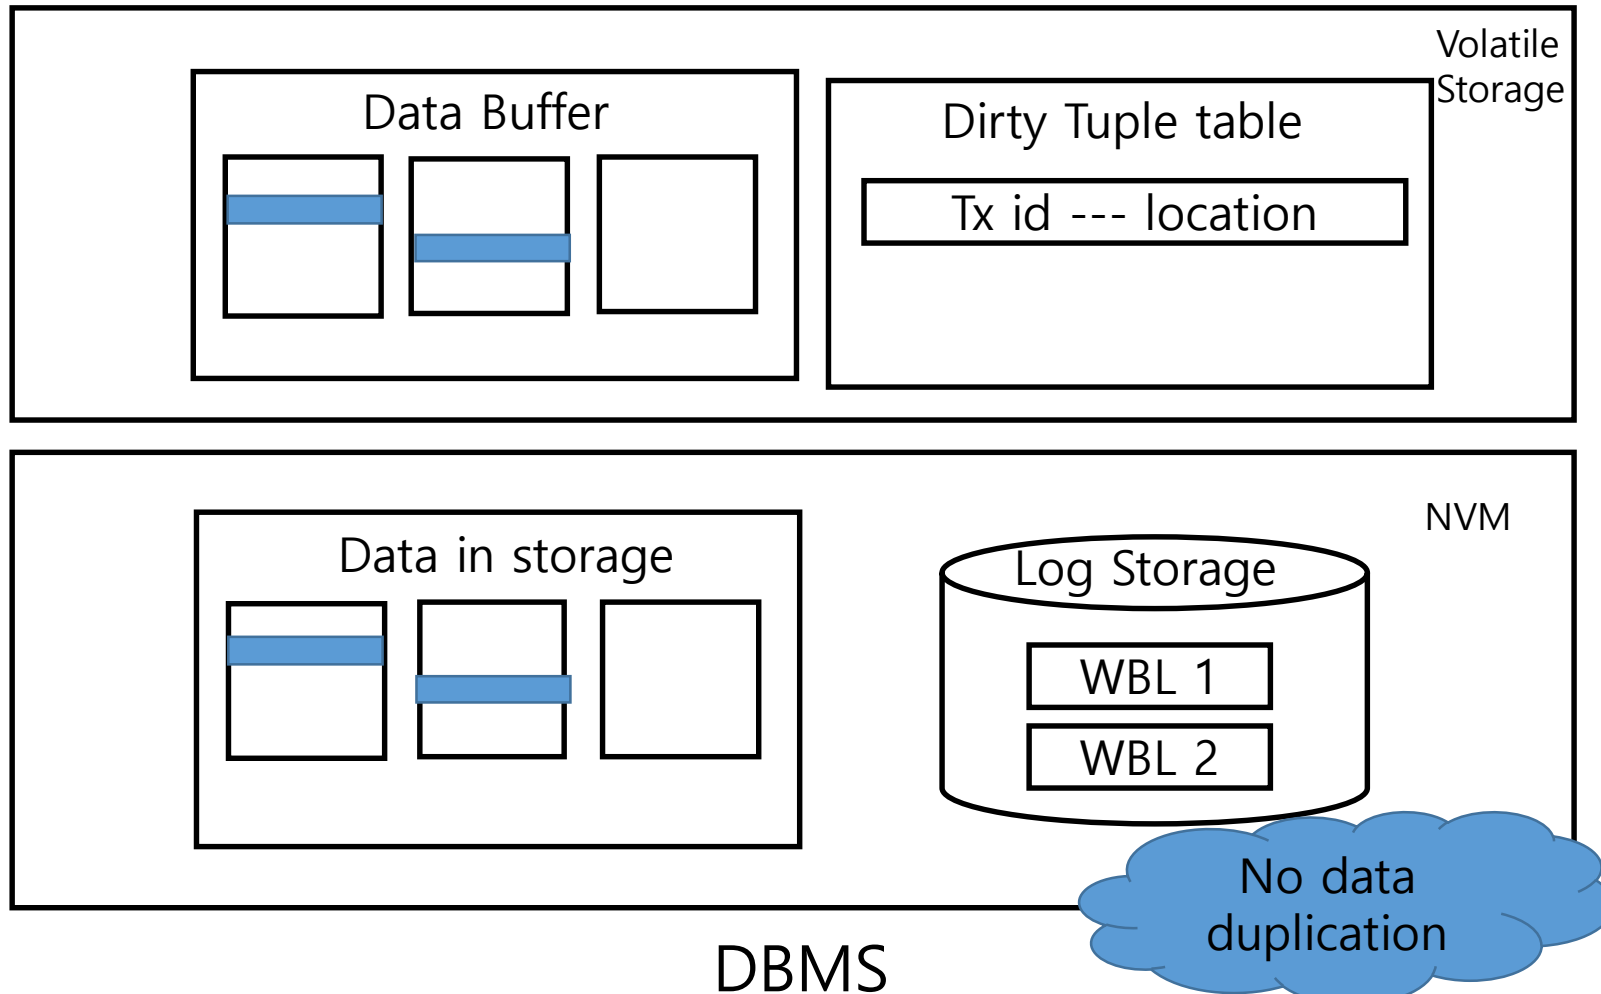 Volatile
Storage
Data Buffer
Dirty Tuple table
Tx id --- location
NVM
Data in storage
Log Storage
WBL 1
WBL 2
No data
duplication
DBMS